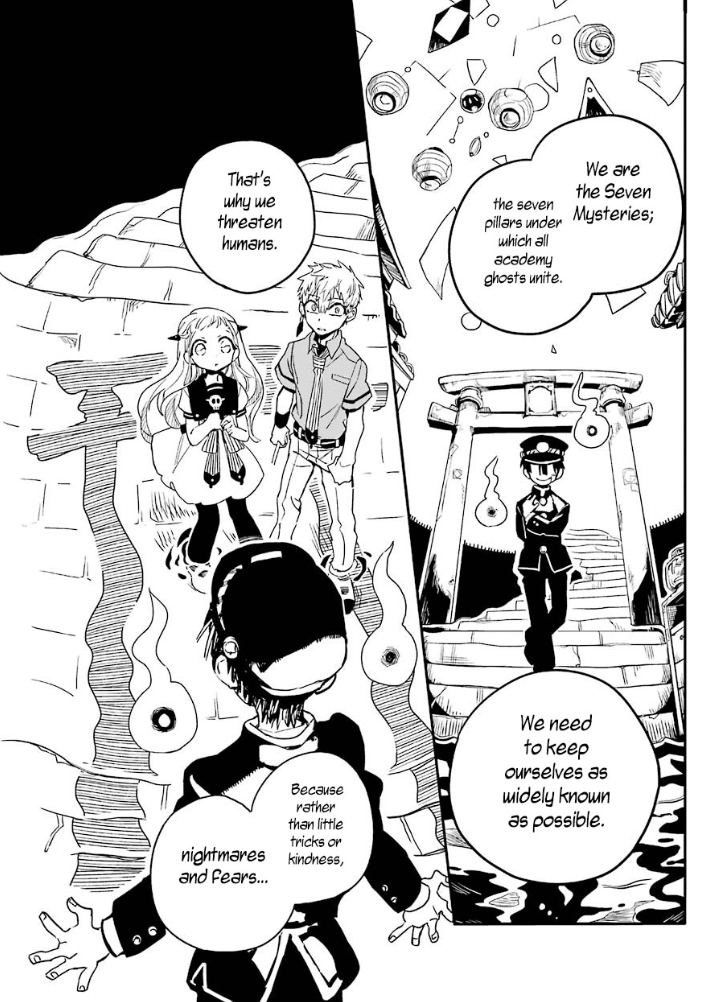 We are
the Seven
Mysteries;
the seven
pillars under
which all
academy
ghosts unite.
We need
to keep
ourselves as
widely known
as possible.
That's
why we
threaten
humans.
Because
rather
than little
tricks or
kindness,
nightmares
and fears...